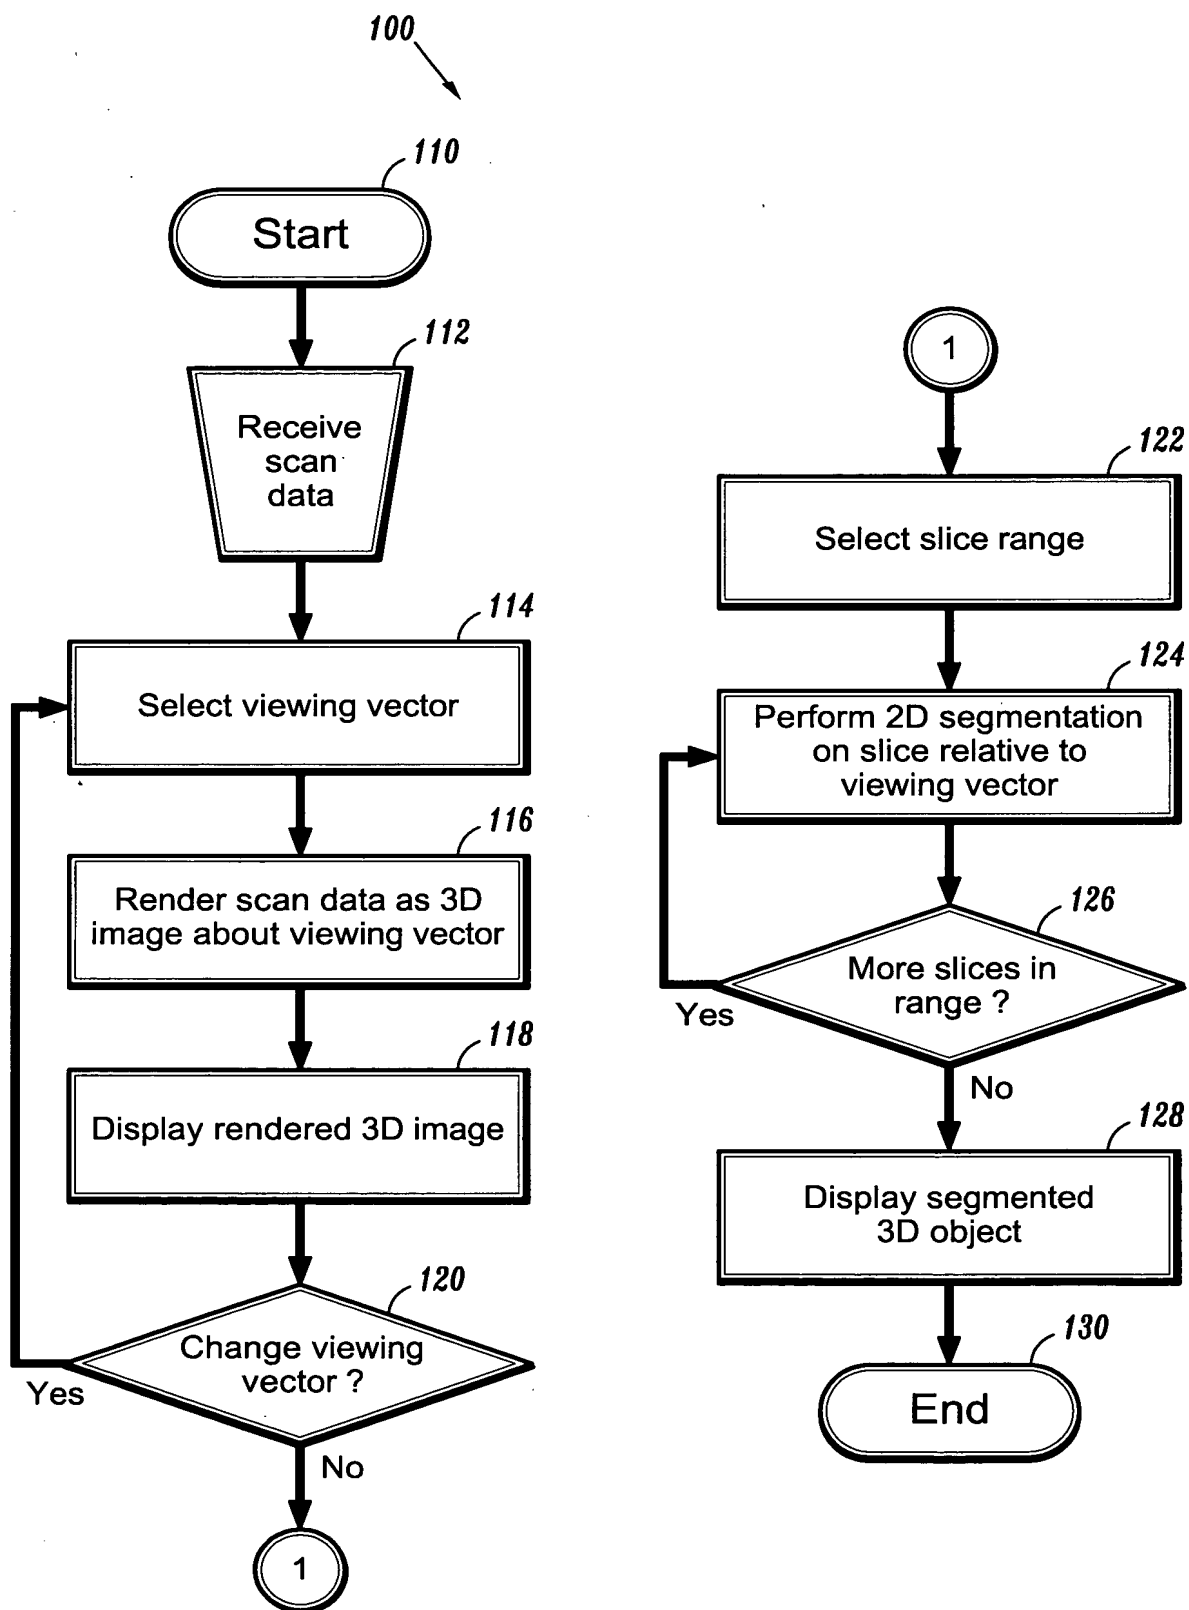 100
110
Start
112
Receive
scan
data
114
Select viewing vector
116
Render scan data as 3D
image about viewing vector
118
Display rendered 3D image
120
Change viewing
vector ?
Yes
No
1
1
122
Select slice range
124
Perform 2D segmentation
on slice relative to
viewing vector
126
More slices in
range ?
Yes
No
128
Display segmented
3D object
130
End